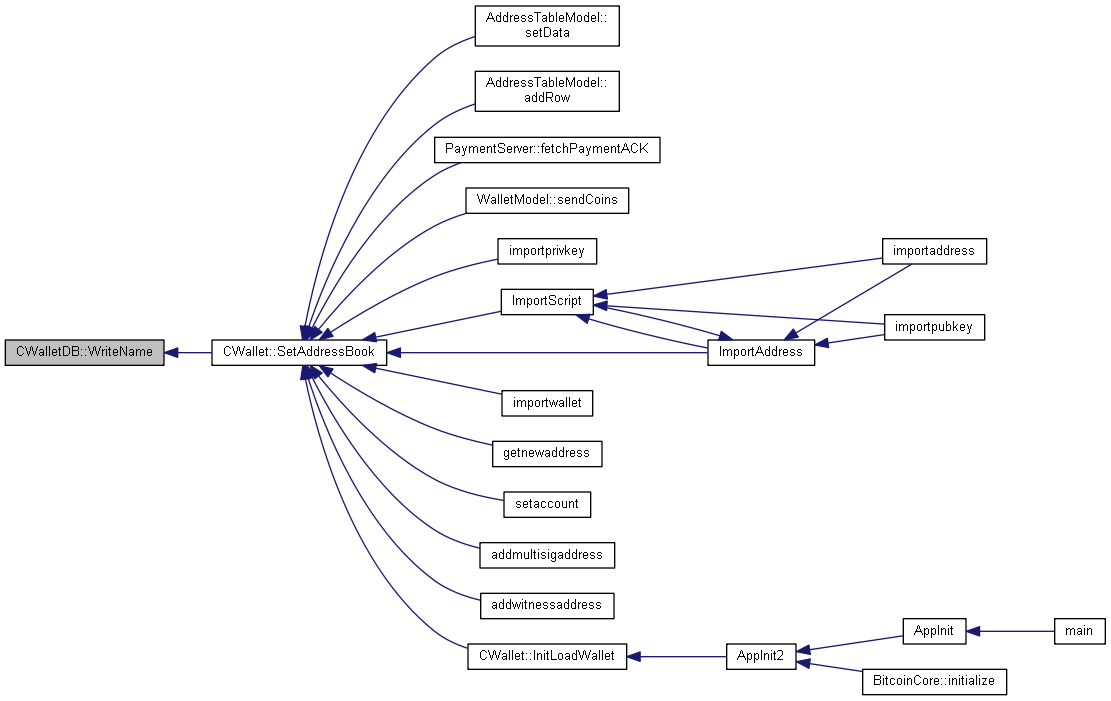 AddressTableModel::
setData
AddressTableModel::
addRow
PaymentServer::fetchPaymentACK
WalletModel::sendCoins
importprivkey
importaddress
ImportScript
importpubkey
CWalletDB::WriteName
CWallet::SetAddressBook
ImportAddress
importwallet
getnewaddress
setaccount
addmultisigaddress
addwitnessaddress
AppInit
main
CWallet::InitLoadWallet
AppInit2
BitcoinCore::initialize